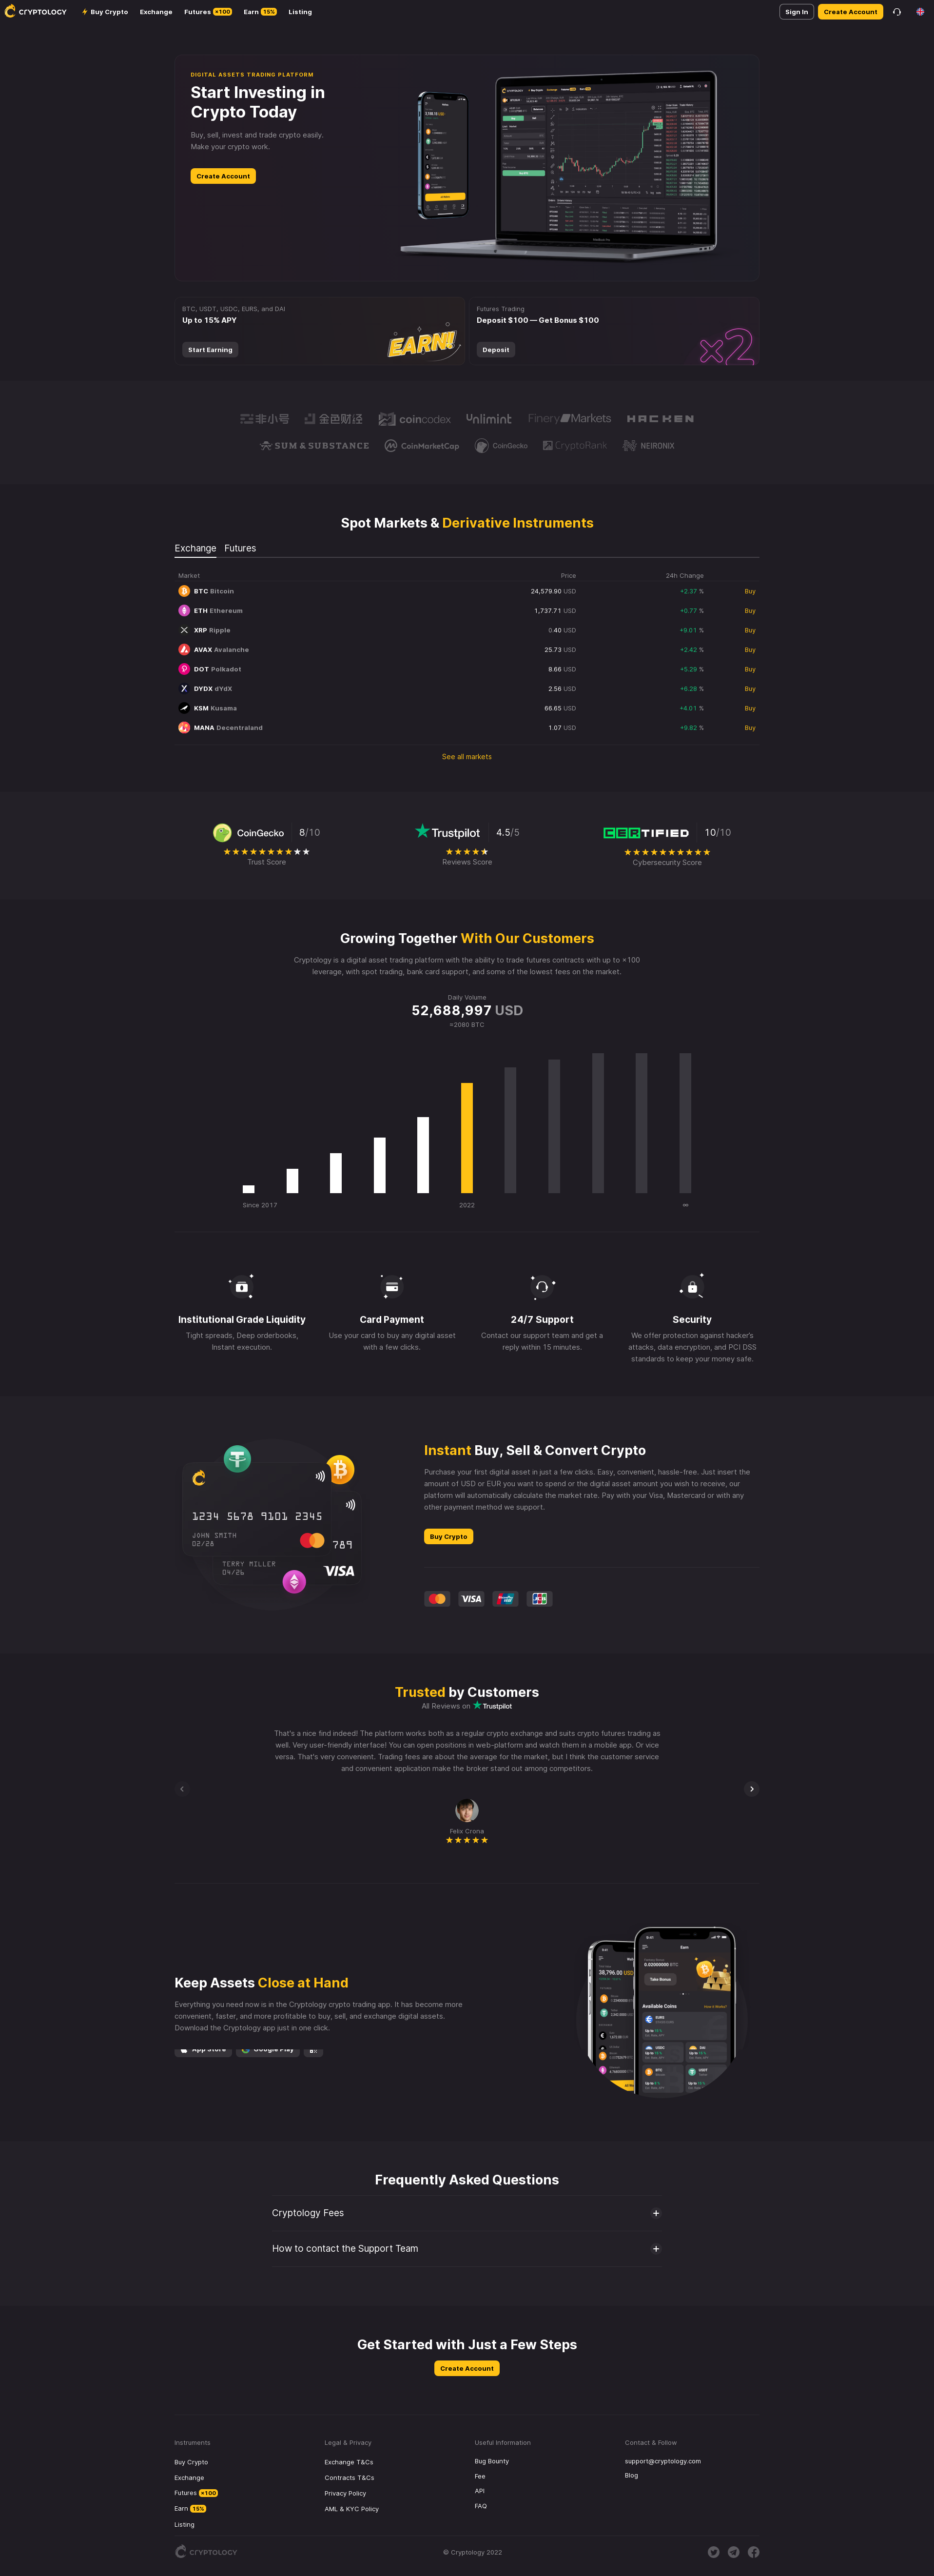 CRYPTOLOGY
Buy Crypto
Exchange
Futures ×100
Earn 15%
Listing
Sign In
Create Account
DIGITAL ASSETS TRADING PLATFORM
Start Investing in
Crypto Today
Buy, sell, invest and trade crypto easily.
Make your crypto work.
Create Account
BTC, USDT, USDC, EURS, and DAI
Up to 15% APY
Start Earning
EARN!
Futures Trading
Deposit $100 — Get Bonus $100
Deposit
×2
非小号
金色财经
coincodex
Unlimint
Finery Markets
HACKEN
SUM & SUBSTANCE
CoinMarketCap
CoinGecko
CryptoRank
NEIRONIX
Spot Markets & Derivative Instruments
Exchange Futures
Market Price 24h Change
BTC Bitcoin 24,579.90 USD +2.37 % Buy
ETH Ethereum 1,737.71 USD +0.77 % Buy
XRP Ripple 0.40 USD +9.01 % Buy
AVAX Avalanche 25.73 USD +2.42 % Buy
DOT Polkadot 8.66 USD +5.29 % Buy
DYDX dYdX 2.56 USD +6.28 % Buy
KSM Kusama 66.65 USD +4.01 % Buy
MANA Decentraland 1.07 USD +9.82 % Buy
See all markets
CoinGecko 8/10
Trust Score
Trustpilot 4.5/5
Reviews Score
CERTIFIED 10/10
Cybersecurity Score
Growing Together With Our Customers
Cryptology is a digital asset trading platform with the ability to trade futures contracts with up to ×100
leverage, with spot trading, bank card support, and some of the lowest fees on the market.
Daily Volume
52,688,997 USD
≈2080 BTC
Since 2017 2022 ∞
Institutional Grade Liquidity
Tight spreads, Deep orderbooks,
Instant execution.
Card Payment
Use your card to buy any digital asset
with a few clicks.
24/7 Support
Contact our support team and get a
reply within 15 minutes.
Security
We offer protection against hacker's
attacks, data encryption, and PCI DSS
standards to keep your money safe.
1234 5678 9101 2345
JOHN SMITH
02/28
789
TERRY MILLER
04/26
VISA
Instant Buy, Sell & Convert Crypto
Purchase your first digital asset in just a few clicks. Easy, convenient, hassle-free. Just insert the
amount of USD or EUR you want to spend or the digital asset amount you wish to receive, our
platform will automatically calculate the market rate. Pay with your Visa, Mastercard or with any
other payment method we support.
Buy Crypto
VISA
JCB
Trusted by Customers
All Reviews on Trustpilot
That's a nice find indeed! The platform works both as a regular crypto exchange and suits crypto futures trading as
well. Very user-friendly interface! You can open positions in web-platform and watch them in a mobile app. Or vice
versa. That's very convenient. Trading fees are about the average for the market, but I think the customer service
and convenient application make the broker stand out among competitors.
Felix Crona
Keep Assets Close at Hand
Everything you need now is in the Cryptology crypto trading app. It has become more
convenient, faster, and more profitable to buy, sell, and exchange digital assets.
Download the Cryptology app just in one click.
App Store
Google Play
38,796.00 USD
Earn
0.02000000 BTC
Take Bonus
Available Coins
Frequently Asked Questions
Cryptology Fees
How to contact the Support Team
Get Started with Just a Few Steps
Create Account
Instruments
Buy Crypto
Exchange
Futures ×100
Earn 15%
Listing
Legal & Privacy
Exchange T&Cs
Contracts T&Cs
Privacy Policy
AML & KYC Policy
Useful Information
Bug Bounty
Fee
API
FAQ
Contact & Follow
support@cryptology.com
Blog
CRYPTOLOGY
© Cryptology 2022